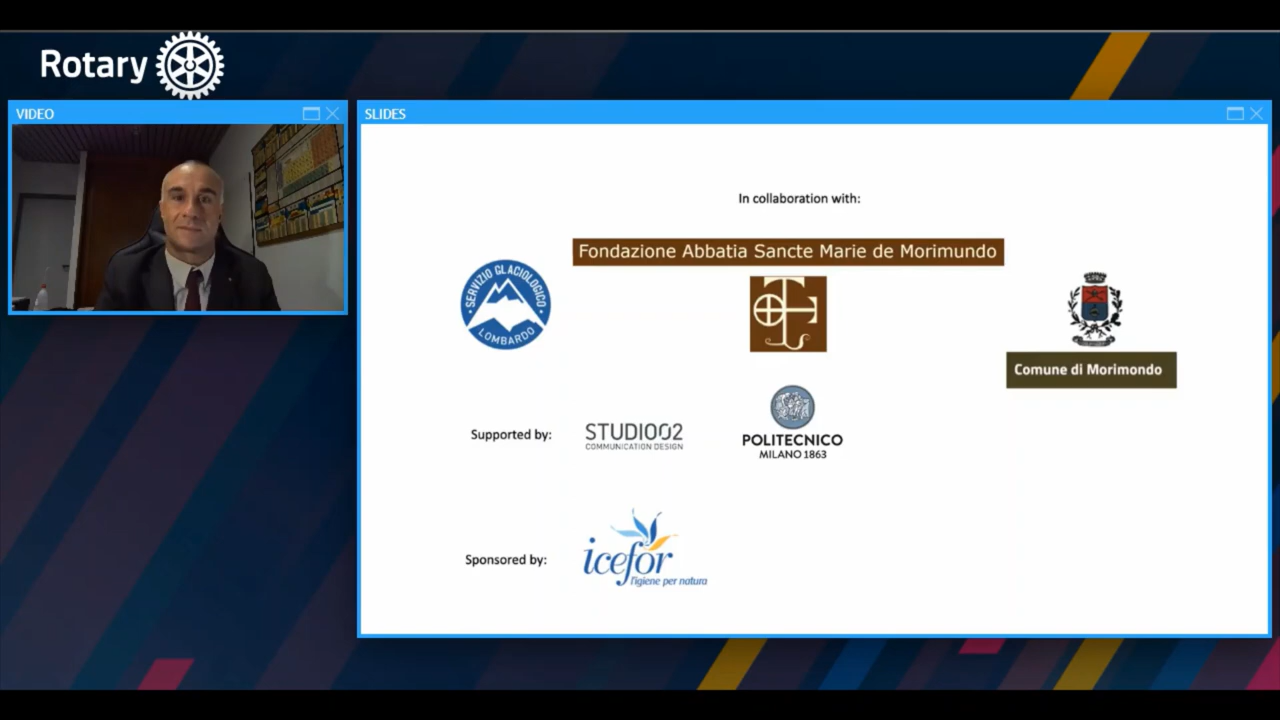 Rotary
VIDEO
SLIDES
In collaboration with:
Fondazione Abbatia Sancte Marie de Morimundo
SERVIZIO GLACIOLOGICO
LOMBARDO
Comune di Morimondo
Supported by:
STUDIO02
COMMUNICATION DESIGN
POLITECNICO
MILANO 1863
Sponsored by:
icefor
l'igiene per natura